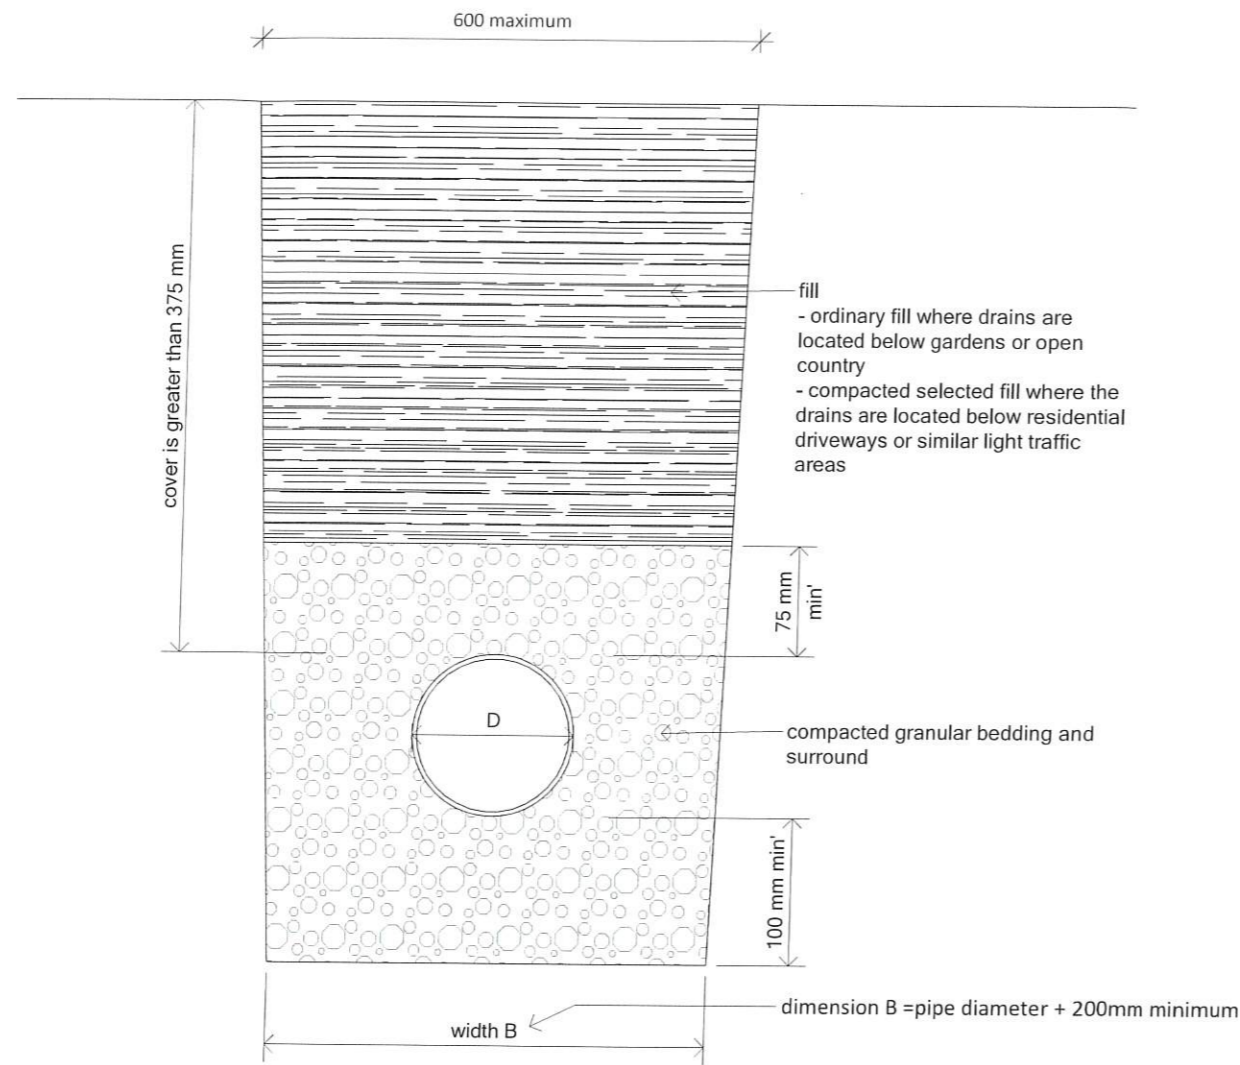 600 maximum
cover is greater than 375 mm
fill
- ordinary fill where drains are
located below gardens or open
country
- compacted selected fill where the
drains are located below residential
driveways or similar light traffic
areas
75 mm
min'
D
compacted granular bedding and
surround
100 mm min'
dimension B =pipe diameter + 200mm minimum
width B